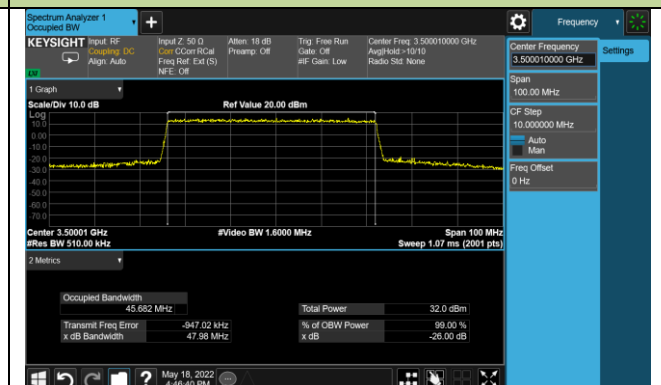 Spectrum Analyzer 1
Occupied BW
+
Frequency
KEYSIGHT
Input: RF
Coupling: DC
Align: Auto
Input Z: 50 Ω
Corr CCorr RCal
Freq Ref: Ext (S)
NFE: Off
Atten: 18 dB
Preamp: Off
Trig: Free Run
Gate: Off
#IF Gain: Low
Center Freq: 3.500010000 GHz
Avg|Hold:>10/10
Radio Std: None
1 Graph
Scale/Div 10.0 dB
Ref Value 20.00 dBm
Log
10.0
0.00
-10.0
-20.0
-30.0
-40.0
-50.0
-60.0
-70.0
Center 3.50001 GHz
#Video BW 1.6000 MHz
Span 100 MHz
#Res BW 510.00 kHz
Sweep 1.07 ms (2001 pts)
2 Metrics
Occupied Bandwidth
45.682 MHz
Total Power 32.0 dBm
Transmit Freq Error -947.02 kHz
% of OBW Power 99.00 %
x dB Bandwidth 47.98 MHz
x dB -26.00 dB
Center Frequency
3.500010000 GHz
Settings
Span
100.00 MHz
CF Step
10.000000 MHz
Auto
Man
Freq Offset
0 Hz
?
May 18, 2022
4:46:40 PM